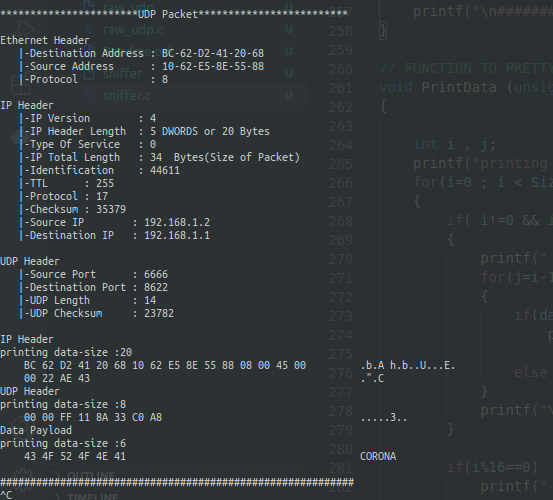 ***********************UDP Packet*************************
Ethernet Header
|-Destination Address : BC-62-D2-41-20-68
|-Source Address : 10-62-E5-8E-55-88
|-Protocol : 8
IP Header
|-IP Version : 4
|-IP Header Length : 5 DWORDS or 20 Bytes
|-Type Of Service : 0
|-IP Total Length : 34 Bytes(Size of Packet)
|-Identification : 44611
|-TTL : 255
|-Protocol : 17
|-Checksum : 35379
|-Source IP : 192.168.1.2
|-Destination IP : 192.168.1.1
UDP Header
|-Source Port : 6666
|-Destination Port : 8622
|-UDP Length : 14
|-UDP Checksum : 23782
IP Header
printing data-size :20
BC 62 D2 41 20 68 10 62 E5 8E 55 88 08 00 45 00 .b.A h.b..U...E.
00 22 AE 43 .".C
UDP Header
printing data-size :8
00 00 FF 11 8A 33 C0 A8 .....3..
Data Payload
printing data-size :6
43 4F 52 4F 4E 41 CORONA
###########################################################
^C
raw_udp
C raw_udp.c U
sniffer U
C sniffer.c U
OUTLINE
TIMELINE
257 printf("\n#######
258 }
259
260 // FUNCTION TO PRETTY
261 void PrintData (unsig
262 {
263
264 int i , j;
265 printf("printing
266 for(i=0 ; i < Siz
267 {
268 if( i!=0 && i
269 {
270 printf("
271 for(j=i-1
272 {
273 if(da
274 p
275
276 else
277 }
278 printf("\
279 }
280
281 if(i%16==0)
282 printf("